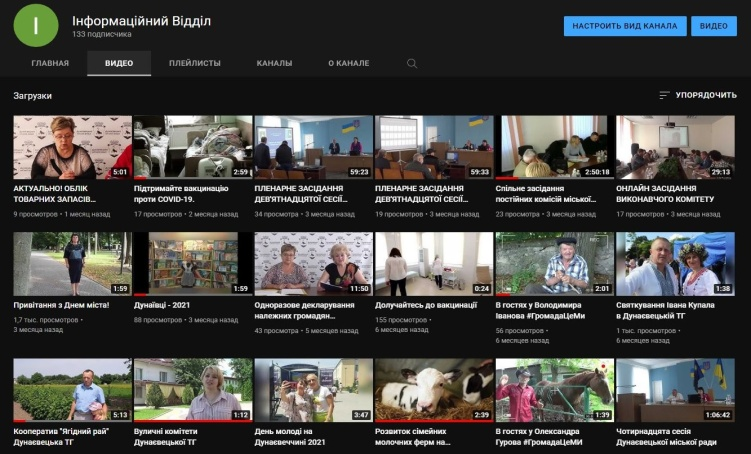 І
Інформаційний Відділ
133 подписчика
НАСТРОИТЬ ВИД КАНАЛА
ВИДЕО
ГЛАВНАЯ
ВИДЕО
ПЛЕЙЛИСТЫ
КАНАЛЫ
О КАНАЛЕ
Загрузки
УПОРЯДОЧИТЬ
5:01
2:59
59:23
59:33
2:50:18
29:13
АКТУАЛЬНО! ОБЛІК
ТОВАРНИХ ЗАПАСІВ...
9 просмотров • 1 месяц назад
Підтримайте вакцинацію
проти COVID-19.
17 просмотров • 2 месяца назад
ПЛЕНАРНЕ ЗАСІДАННЯ
ДЕВ'ЯТНАДЦЯТОЇ СЕСІЇ...
34 просмотра • 3 месяца назад
ПЛЕНАРНЕ ЗАСІДАННЯ
ДЕВ'ЯТНАДЦЯТОЇ СЕСІЇ...
19 просмотров • 3 месяца назад
Спільне засідання
постійних комісій міської...
23 просмотра • 3 месяца назад
ОНЛАЙН ЗАСІДАННЯ
ВИКОНАВЧОГО КОМІТЕТУ
17 просмотров • 3 месяца назад
1:59
1:59
11:50
0:24
2:01
1:38
Привітання з Днем міста!
1,7 тыс. просмотров •
3 месяца назад
Дунаївці - 2021
88 просмотров • 3 месяца назад
Одноразове декларування
належних громадян...
43 просмотра • 5 месяцев назад
Долучайтесь до вакцинації
155 просмотров •
6 месяцев назад
В гостях у Володимира
Іванова #ГромадаЦеМи
56 просмотров •
6 месяцев назад
Святкування Івана Купала
в Дунаєвецькій ТГ
1 тыс. просмотров •
6 месяцев назад
5:13
1:12
3:47
2:39
1:39
1:06:42
Кооператив "Ягідний рай"
Дунаєвецька ТГ
Вуличні комітети
Дунаєвецької ТГ
День молоді на
Дунаєвеччині 2021
Розвиток сімейних
молочних ферм на...
В гостях у Олександра
Гурова #ГромадаЦеМИ
Чотирнадцята сесія
Дунаєвецької міської ради